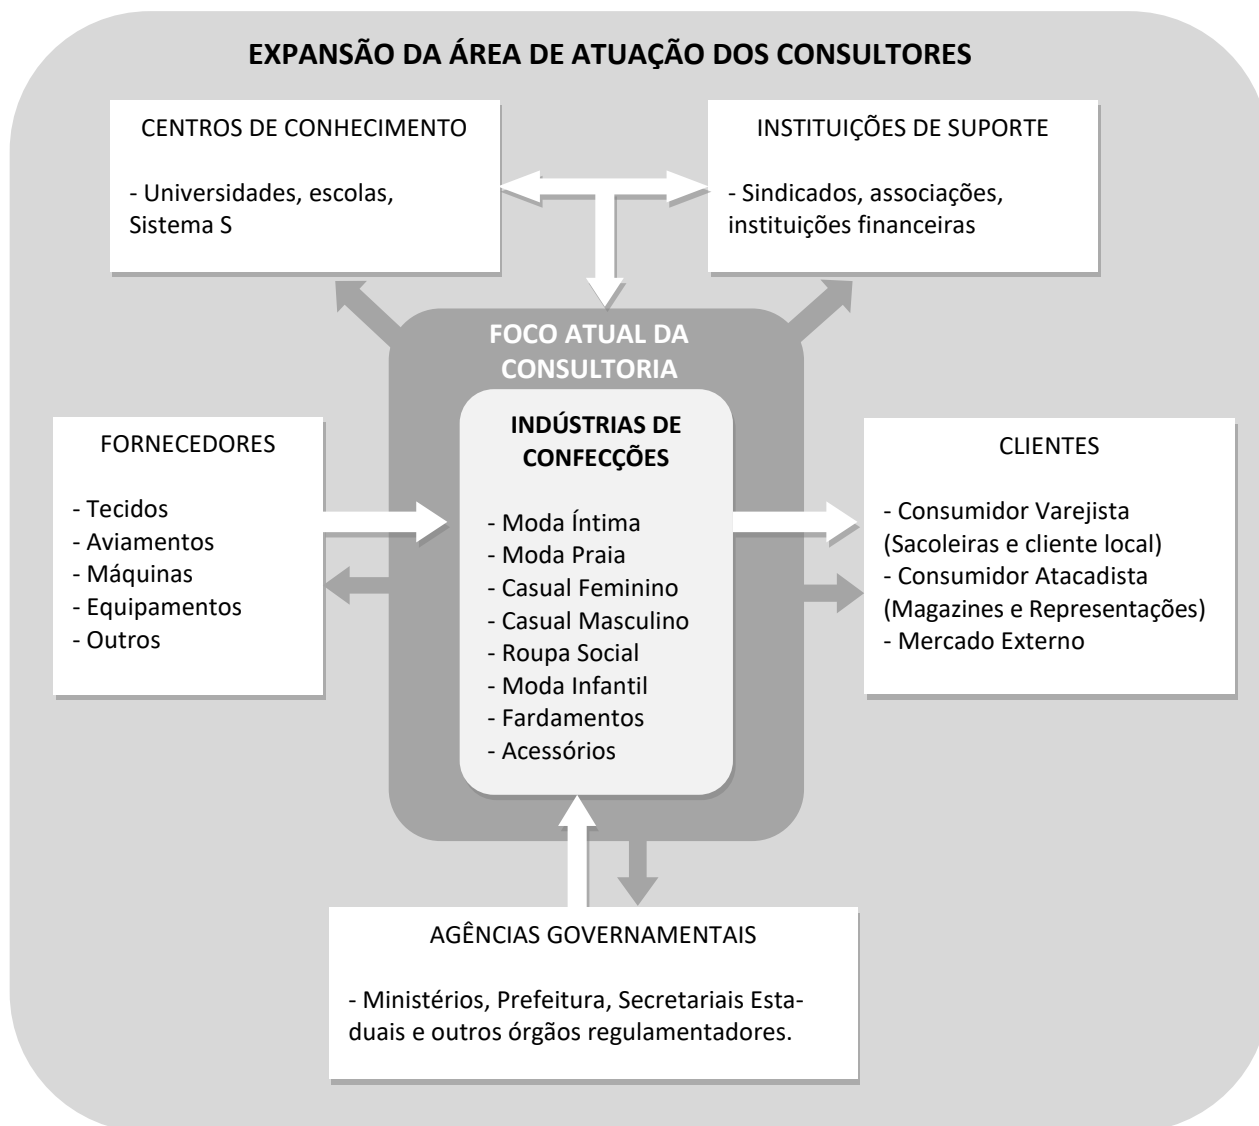 EXPANSÃO DA ÁREA DE ATUAÇÃO DOS CONSULTORES
CENTROS DE CONHECIMENTO
- Universidades, escolas,
Sistema S
INSTITUIÇÕES DE SUPORTE
- Sindicados, associações,
instituições financeiras
FOCO ATUAL DA
CONSULTORIA
FORNECEDORES
- Tecidos
- Aviamentos
- Máquinas
- Equipamentos
- Outros
INDÚSTRIAS DE
CONFECÇÕES
- Moda Íntima
- Moda Praia
- Casual Feminino
- Casual Masculino
- Roupa Social
- Moda Infantil
- Fardamentos
- Acessórios
CLIENTES
- Consumidor Varejista
(Sacoleiras e cliente local)
- Consumidor Atacadista
(Magazines e Representações)
- Mercado Externo
AGÊNCIAS GOVERNAMENTAIS
- Ministérios, Prefeitura, Secretariais Esta-
duais e outros órgãos regulamentadores.